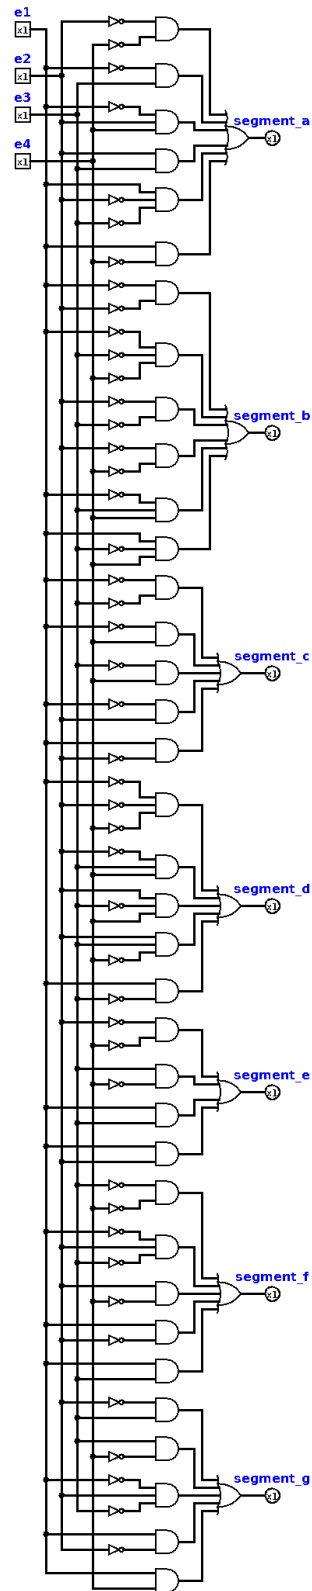 e1
x1
e2
x1
e3
x1
e4
x1
segment_a
x1
segment_b
x1
segment_c
x1
segment_d
x1
segment_e
x1
segment_f
x1
segment_g
x1